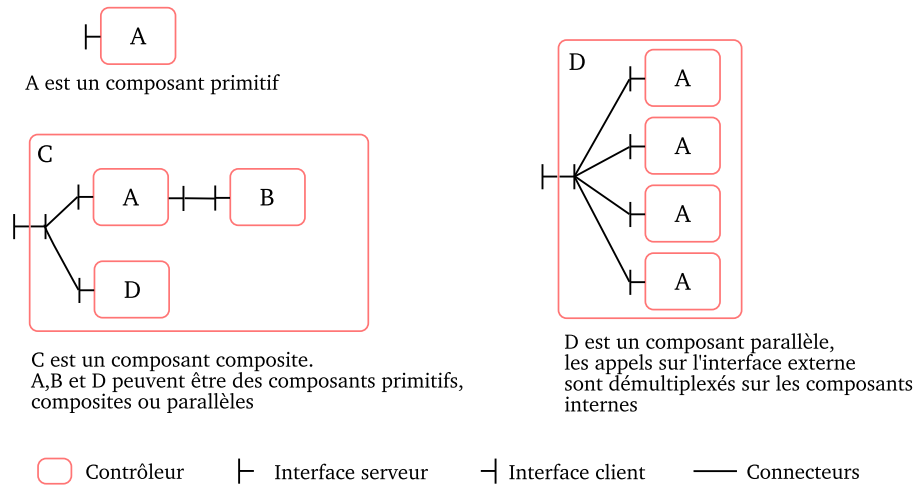 A
A est un composant primitif
C
A
B
D
C est un composant composite.
A,B et D peuvent être des composants primitifs,
composites ou parallèles
D
A
A
A
A
D est un composant parallèle,
les appels sur l'interface externe
sont démultiplexés sur les composants
internes
Contrôleur
Interface serveur
Interface client
Connecteurs